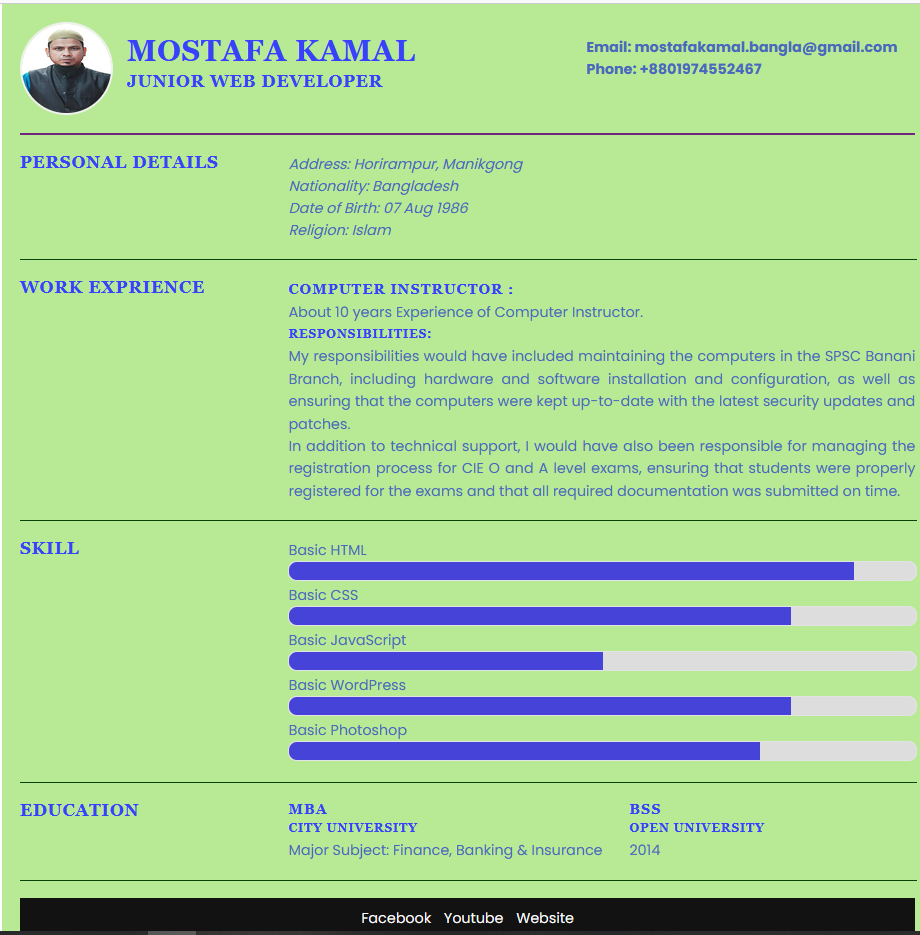 MOSTAFA KAMAL
JUNIOR WEB DEVELOPER
Email: mostafakamal.bangla@gmail.com
Phone: +8801974552467
PERSONAL DETAILS
Address: Horirampur, Manikgong
Nationality: Bangladesh
Date of Birth: 07 Aug 1986
Religion: Islam
WORK EXPRIENCE
COMPUTER INSTRUCTOR :
About 10 years Experience of Computer Instructor.
RESPONSIBILITIES:
My responsibilities would have included maintaining the computers in the SPSC Banani
Branch, including hardware and software installation and configuration, as well as
ensuring that the computers were kept up-to-date with the latest security updates and
patches.
In addition to technical support, I would have also been responsible for managing the
registration process for CIE O and A level exams, ensuring that students were properly
registered for the exams and that all required documentation was submitted on time.
SKILL
Basic HTML
Basic CSS
Basic JavaScript
Basic WordPress
Basic Photoshop
EDUCATION
MBA
CITY UNIVERSITY
Major Subject: Finance, Banking & Insurance
BSS
OPEN UNIVERSITY
2014
Facebook Youtube Website